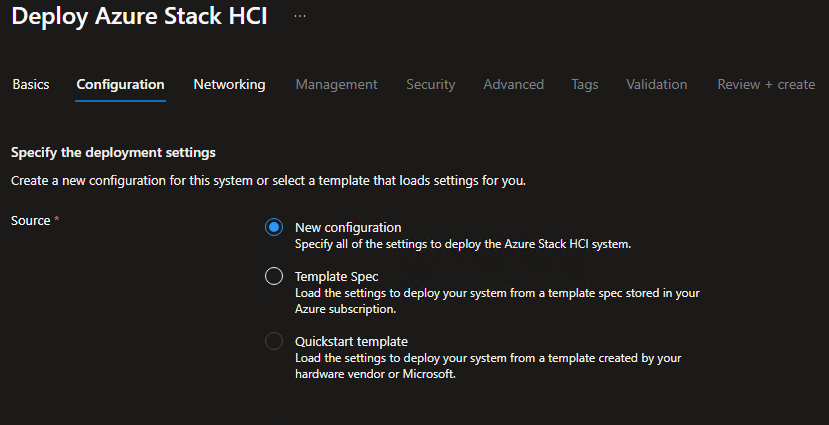 Deploy Azure Stack HCI ...
Basics Configuration Networking Management Security Advanced Tags Validation Review + create
Specify the deployment settings
Create a new configuration for this system or select a template that loads settings for you.
Source *
New configuration
Specify all of the settings to deploy the Azure Stack HCI system.
Template Spec
Load the settings to deploy your system from a template spec stored in your
Azure subscription.
Quickstart template
Load the settings to deploy your system from a template created by your
hardware vendor or Microsoft.